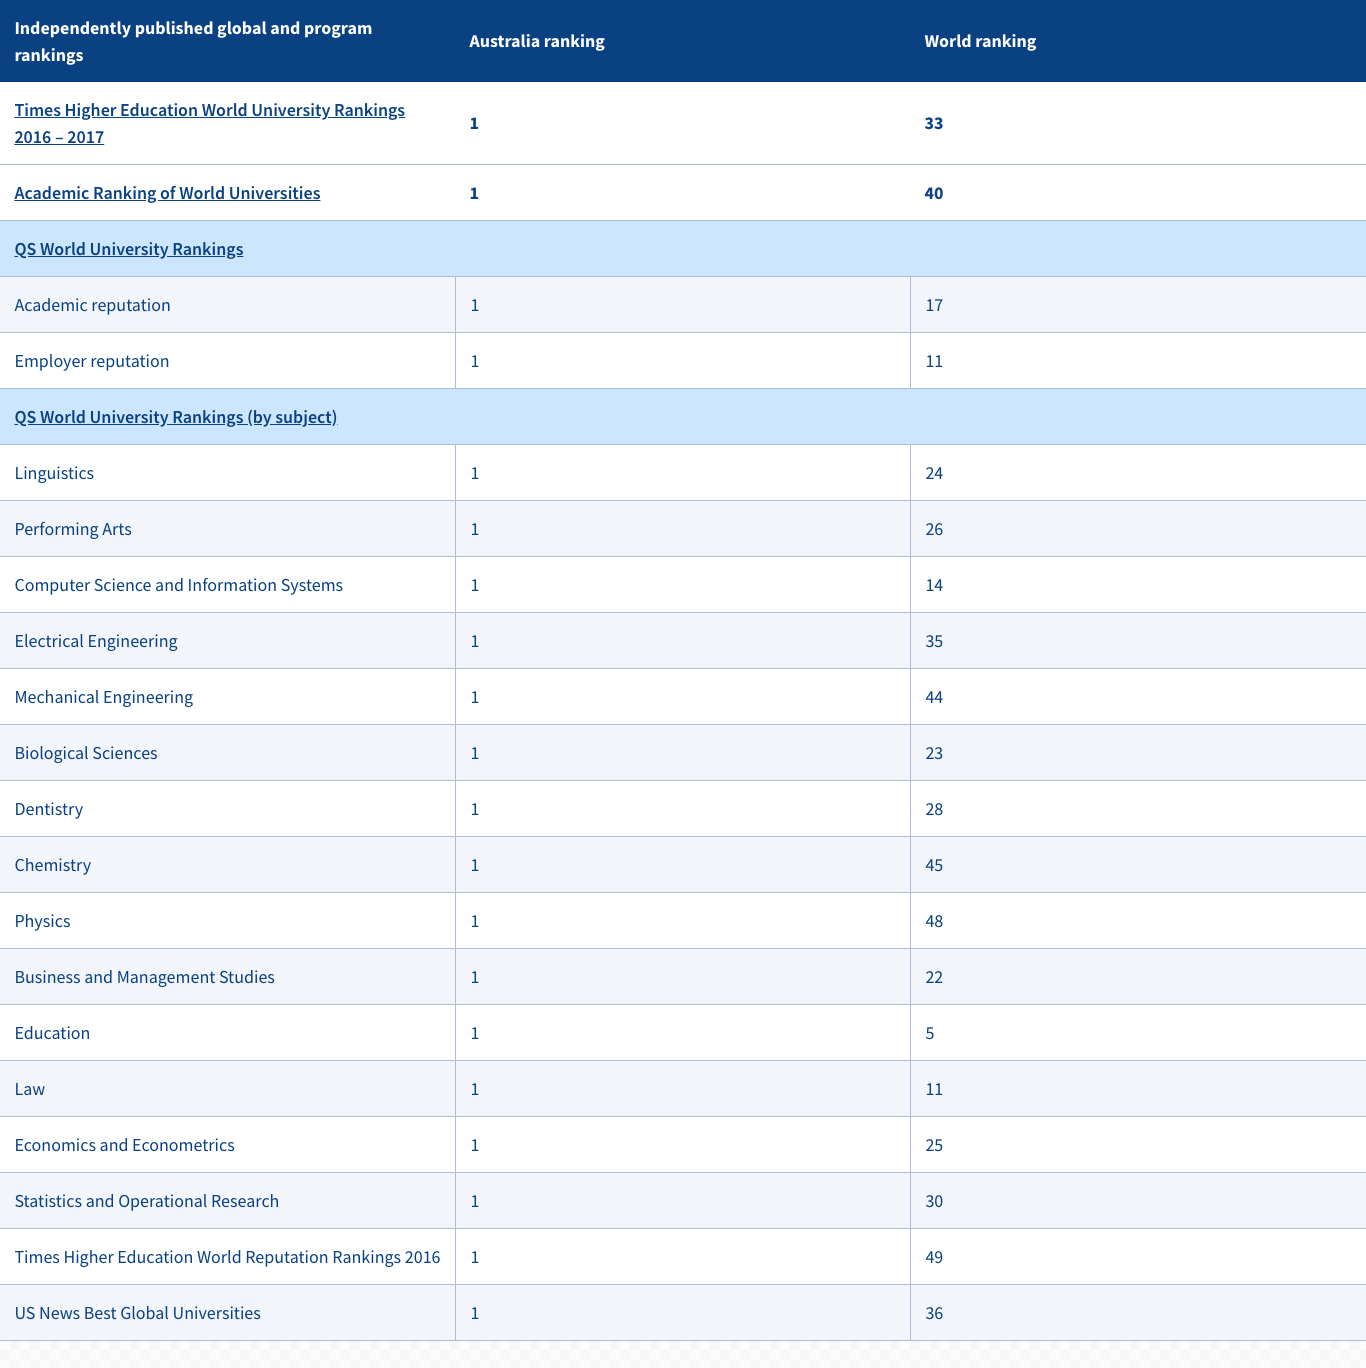 Independently published global and program
rankings
Australia ranking
World ranking
Times Higher Education World University Rankings
2016 – 2017
1
33
Academic Ranking of World Universities
1
40
QS World University Rankings
Academic reputation
1
17
Employer reputation
1
11
QS World University Rankings (by subject)
Linguistics
1
24
Performing Arts
1
26
Computer Science and Information Systems
1
14
Electrical Engineering
1
35
Mechanical Engineering
1
44
Biological Sciences
1
23
Dentistry
1
28
Chemistry
1
45
Physics
1
48
Business and Management Studies
1
22
Education
1
5
Law
1
11
Economics and Econometrics
1
25
Statistics and Operational Research
1
30
Times Higher Education World Reputation Rankings 2016
1
49
US News Best Global Universities
1
36